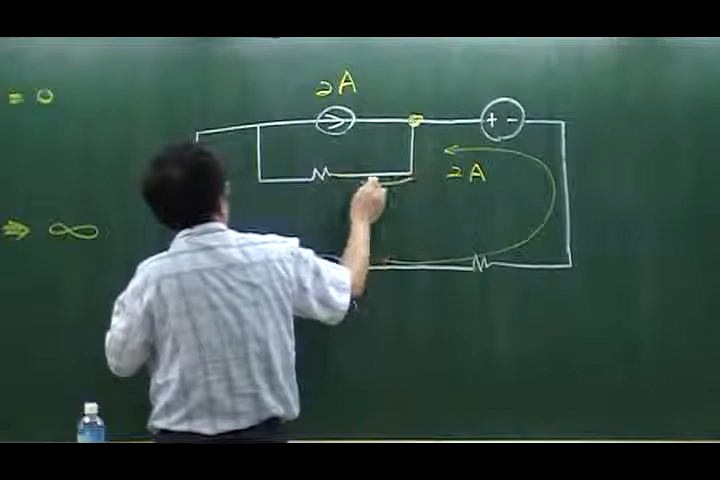 = 0
2A
+ -
2A
⇒ ∞